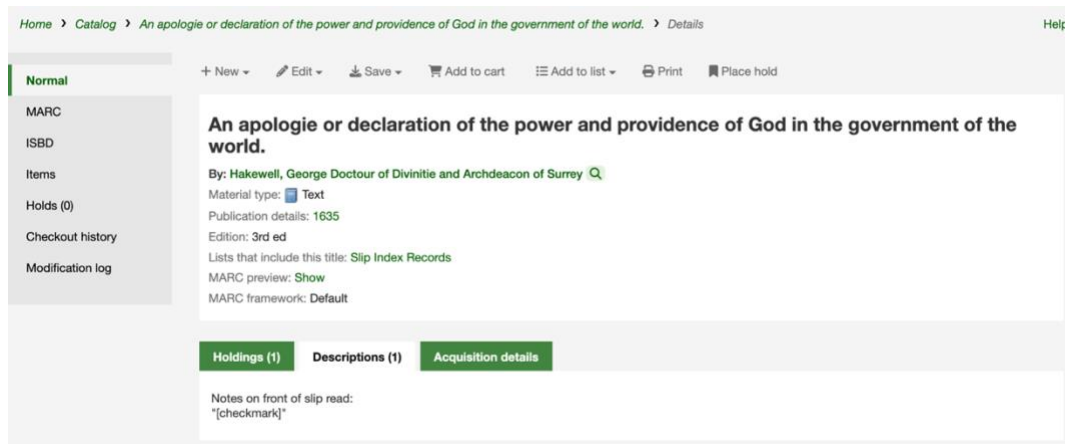 Home > Catalog > An apologie or declaration of the power and providence of God in the government of the world. > Details
Help
Normal
MARC
ISBD
Items
Holds (0)
Checkout history
Modification log
+ New
Edit
Save
Add to cart
Add to list
Print
Place hold
An apologie or declaration of the power and providence of God in the government of the
world.
By: Hakewell, George Doctour of Divinitie and Archdeacon of Surrey
Material type: Text
Publication details: 1635
Edition: 3rd ed
Lists that include this title: Slip Index Records
MARC preview: Show
MARC framework: Default
Holdings (1)
Descriptions (1)
Acquisition details
Notes on front of slip read:
"[checkmark]"